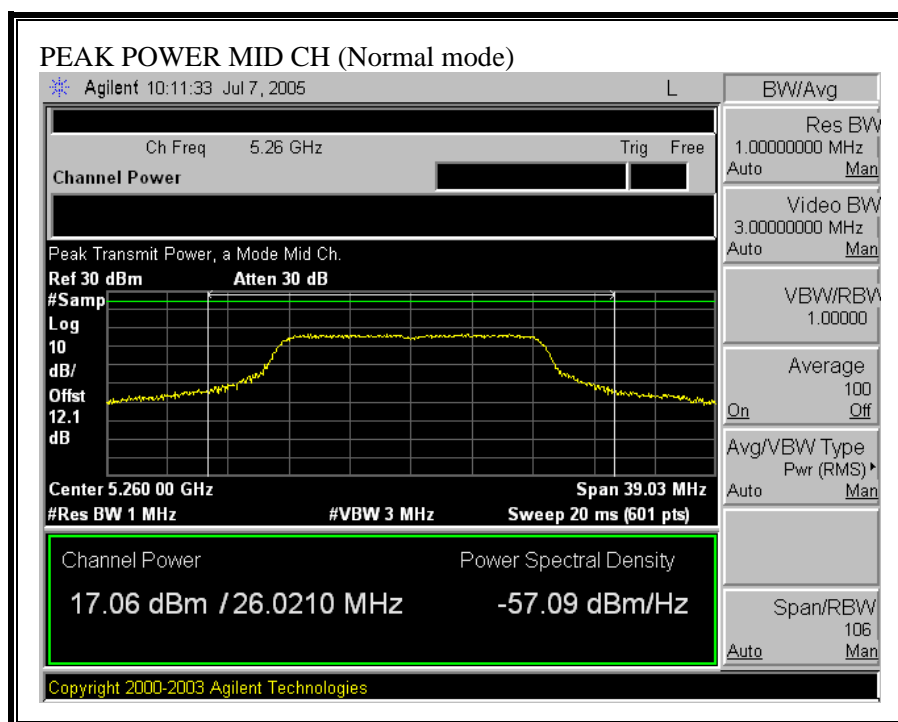 PEAK POWER MID CH (Normal mode)
Agilent 10:11:33 Jul 7, 2005 L
Ch Freq 5.26 GHz Trig Free
Channel Power
Peak Transmit Power, a Mode Mid Ch.
Ref 30 dBm Atten 30 dB
#Samp
Log
10
dB/
Offst
12.1
dB
Center 5.260 00 GHz Span 39.03 MHz
#Res BW 1 MHz #VBW 3 MHz Sweep 20 ms (601 pts)
Channel Power Power Spectral Density
17.06 dBm / 26.0210 MHz -57.09 dBm/Hz
Copyright 2000-2003 Agilent Technologies
BW/Avg
Res BW
1.00000000 MHz
Auto Man
Video BW
3.00000000 MHz
Auto Man
VBW/RBW
1.00000
Average
100
On Off
Avg/VBW Type
Pwr (RMS)
Auto Man
Span/RBW
106
Auto Man